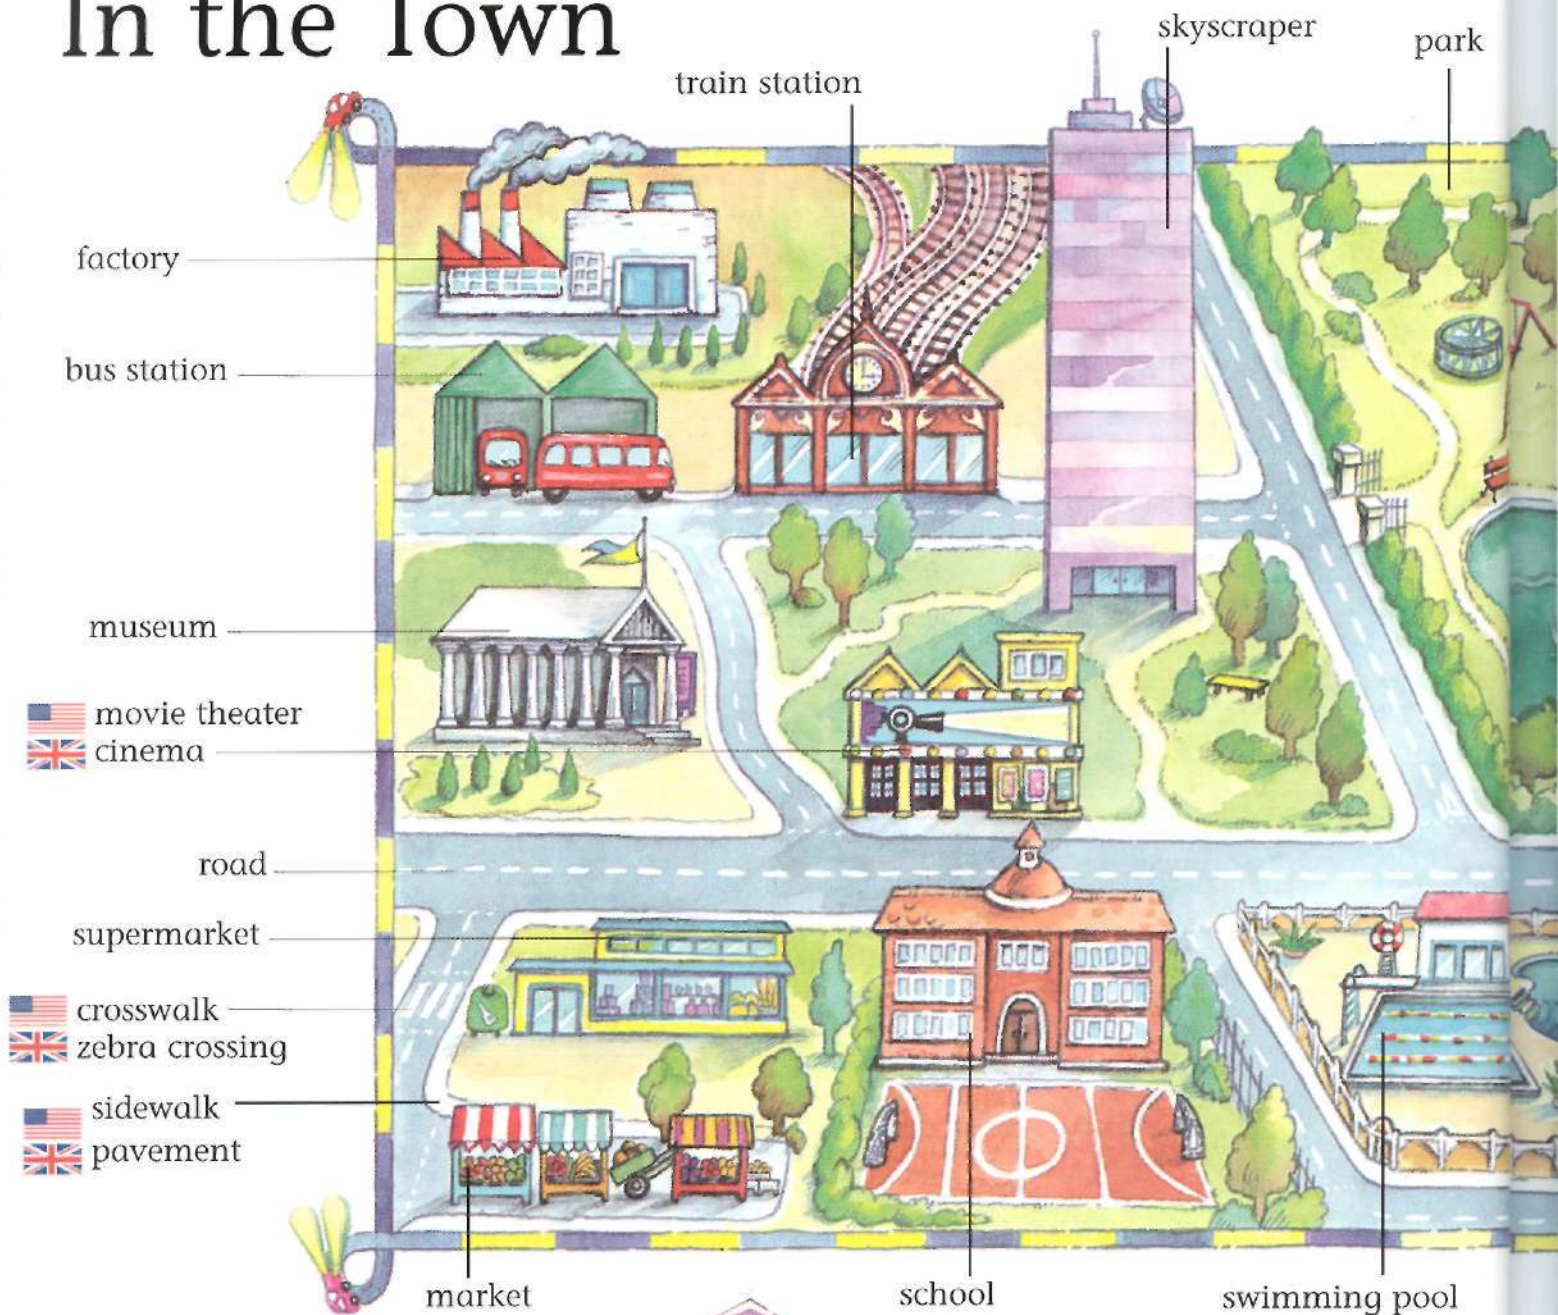 In the Town
skyscraper
park
train station
factory
bus station
museum
movie theater
cinema
road
supermarket
crosswalk
zebra crossing
sidewalk
pavement
market
school
swimming pool